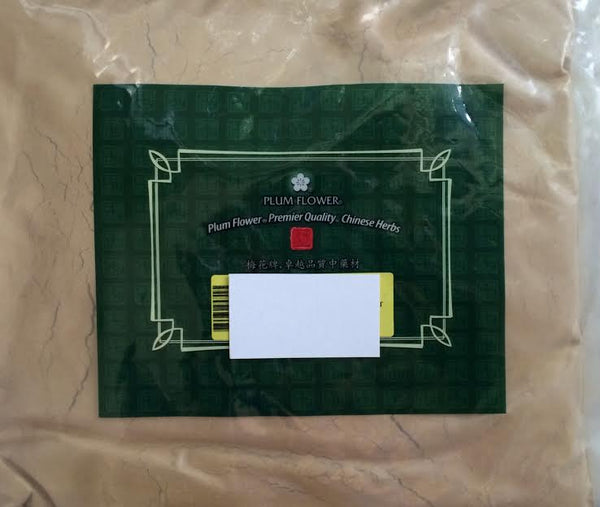 PLUM FLOWER®
Plum Flower® Premier Quality® Chinese Herbs
梅花牌®卓越品質中藥材
r